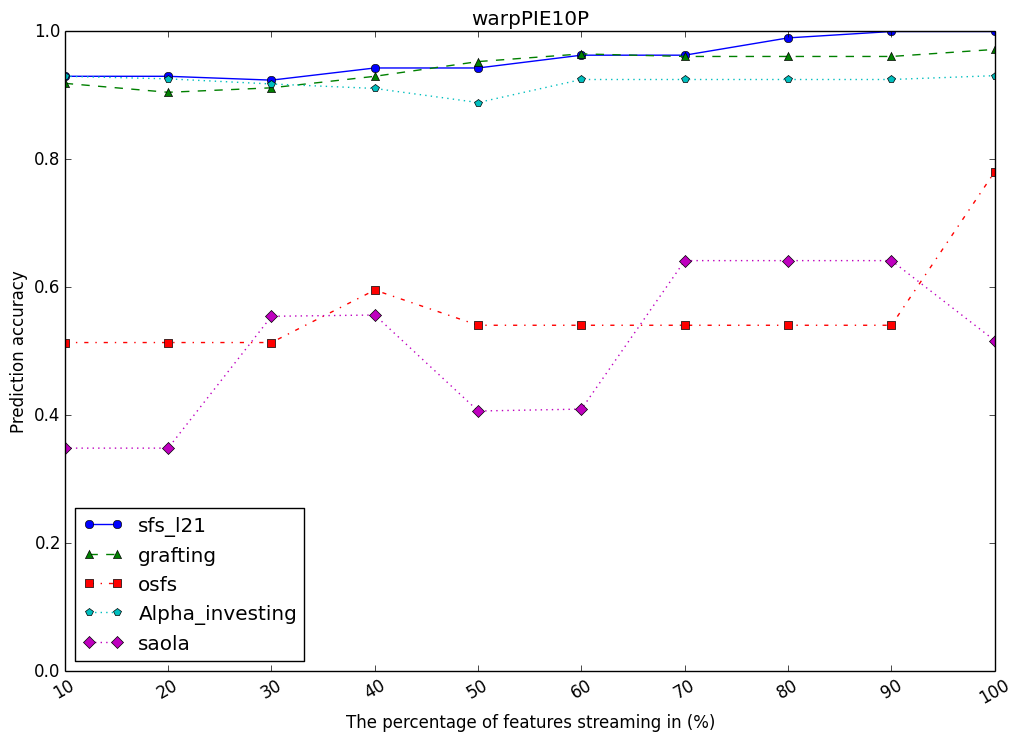 warpPIE10P
1.0
0.8
0.6
0.4
0.2
0.0
Prediction accuracy
sfs_l21
grafting
osfs
Alpha_investing
saola
10 20 30 40 50 60 70 80 90 100
The percentage of features streaming in (%)